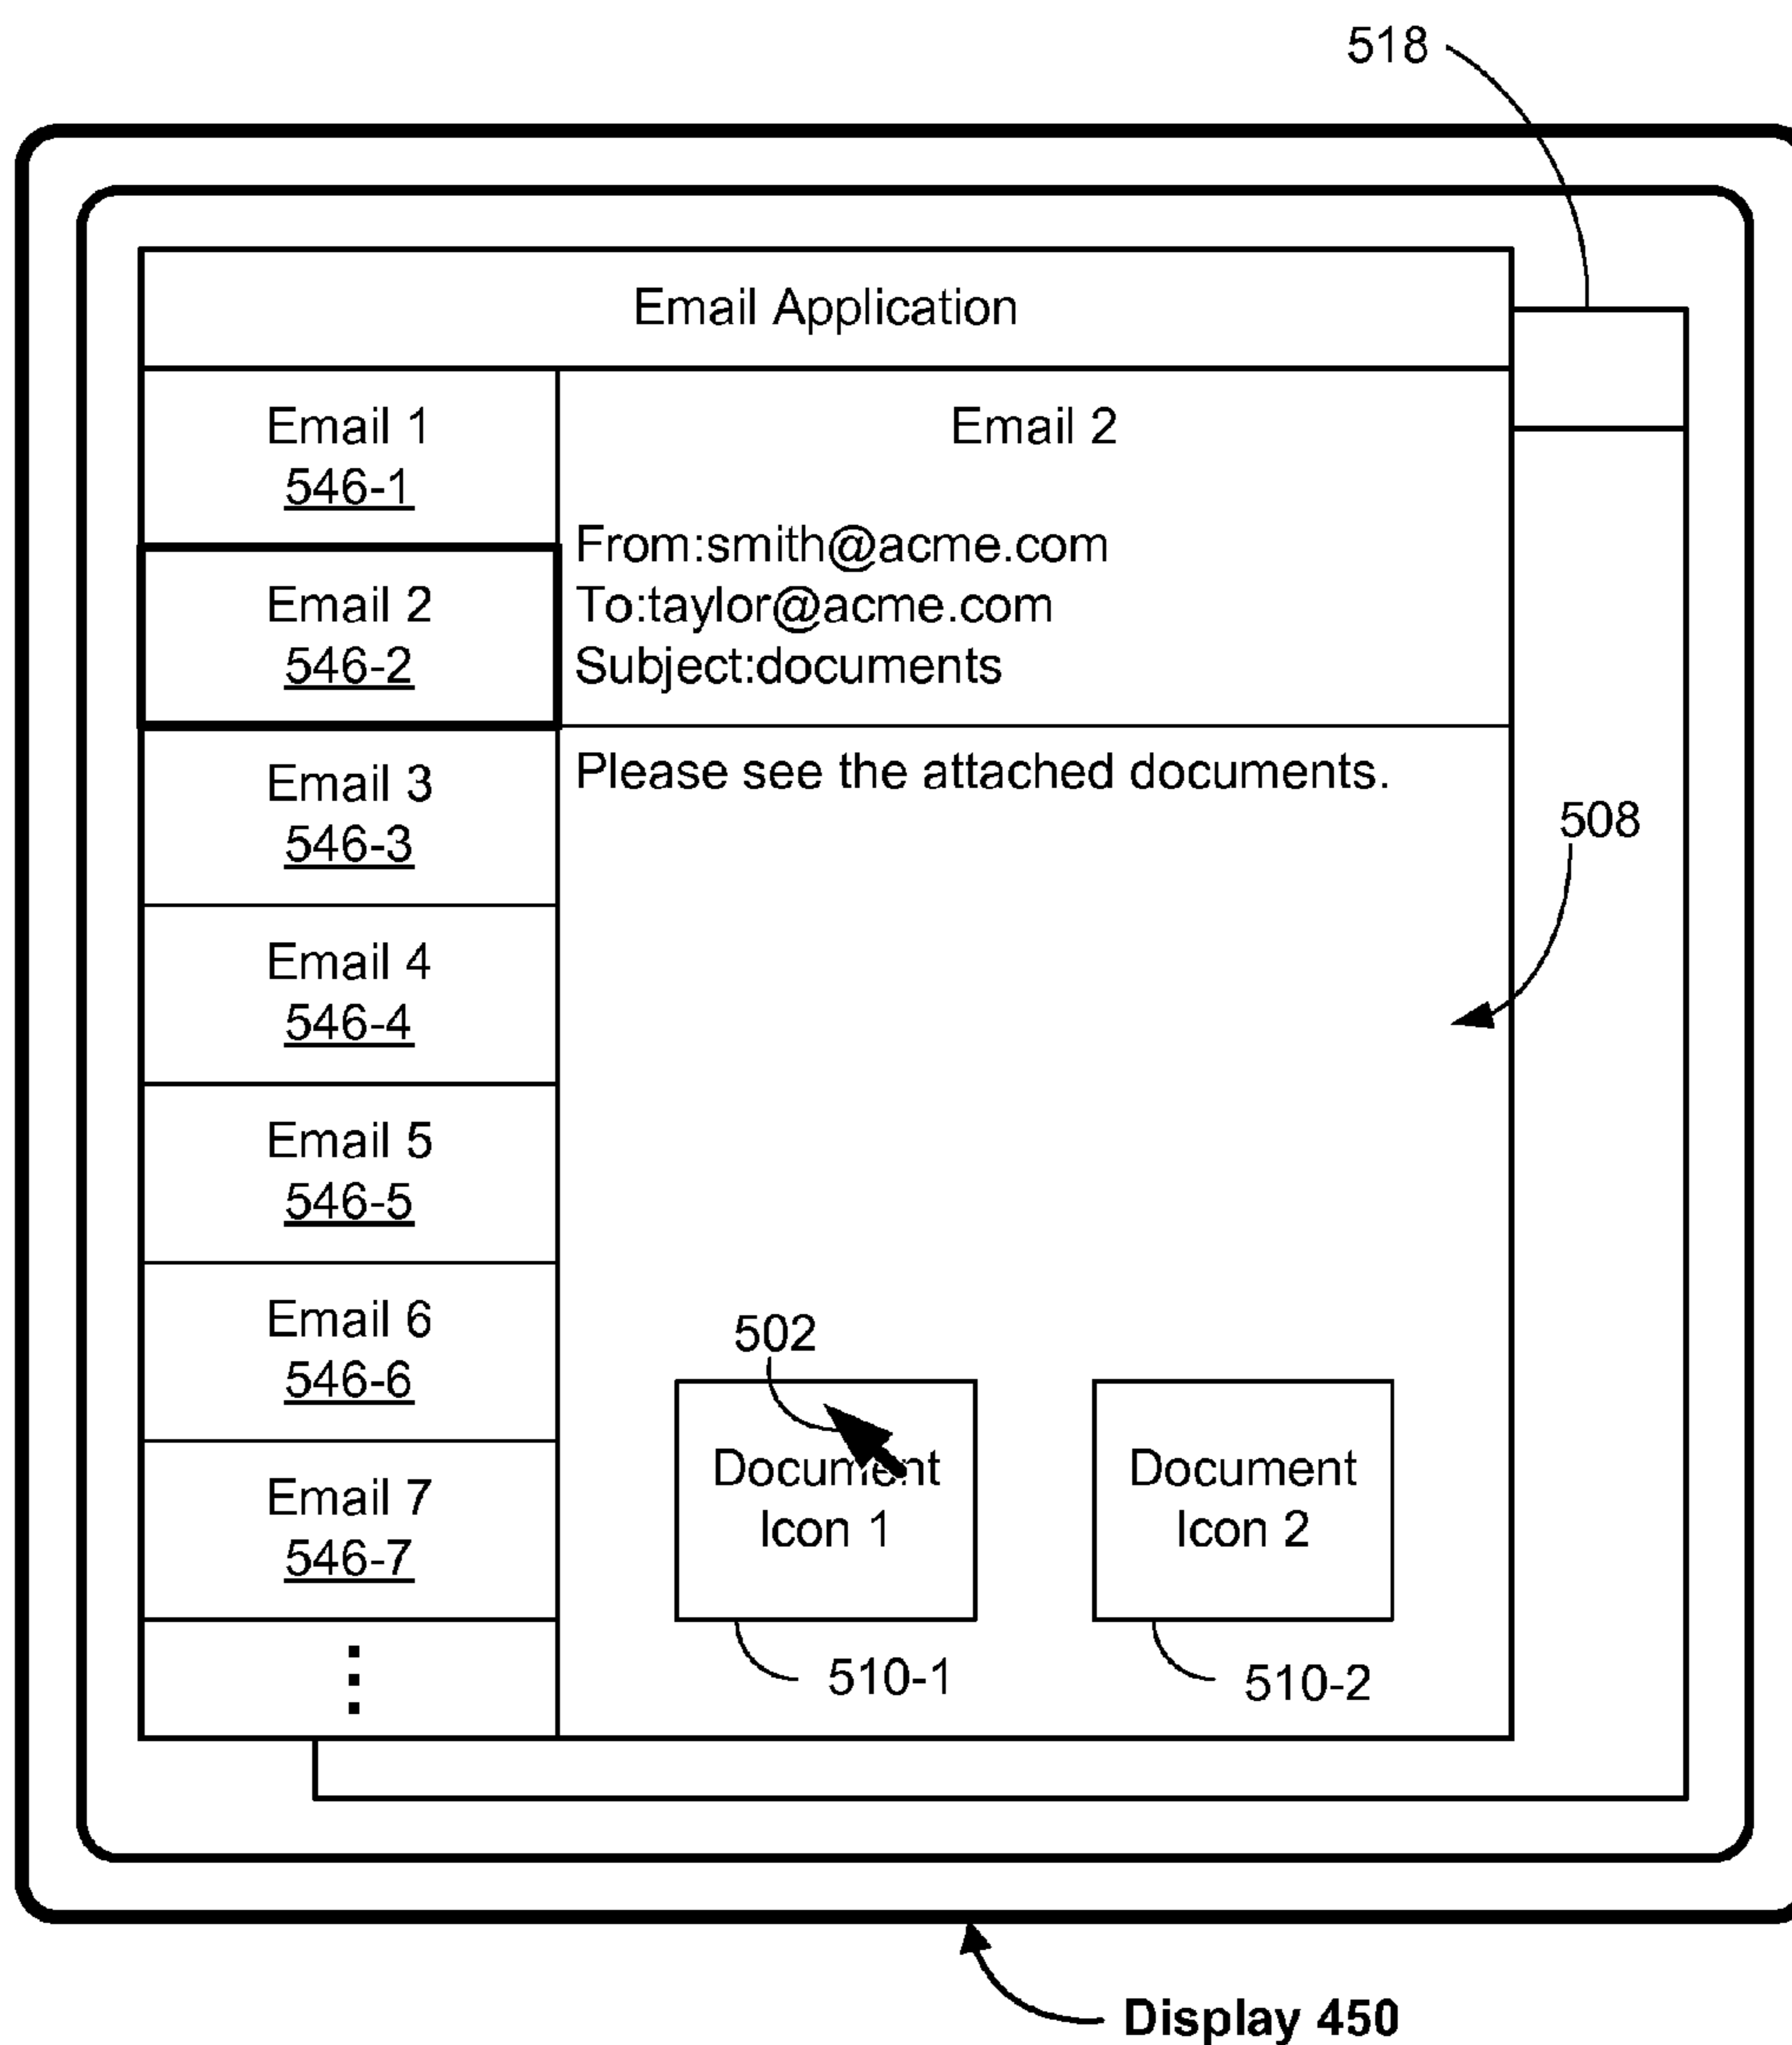 518
Email Application
Email 1
546-1
Email 2
546-2
Email 3
546-3
Email 4
546-4
Email 5
546-5
Email 6
546-6
Email 7
546-7
Email 2
From:smith@acme.com
To:taylor@acme.com
Subject:documents
Please see the attached documents.
508
502
Document
Icon 1
510-1
Document
Icon 2
510-2
Display 450